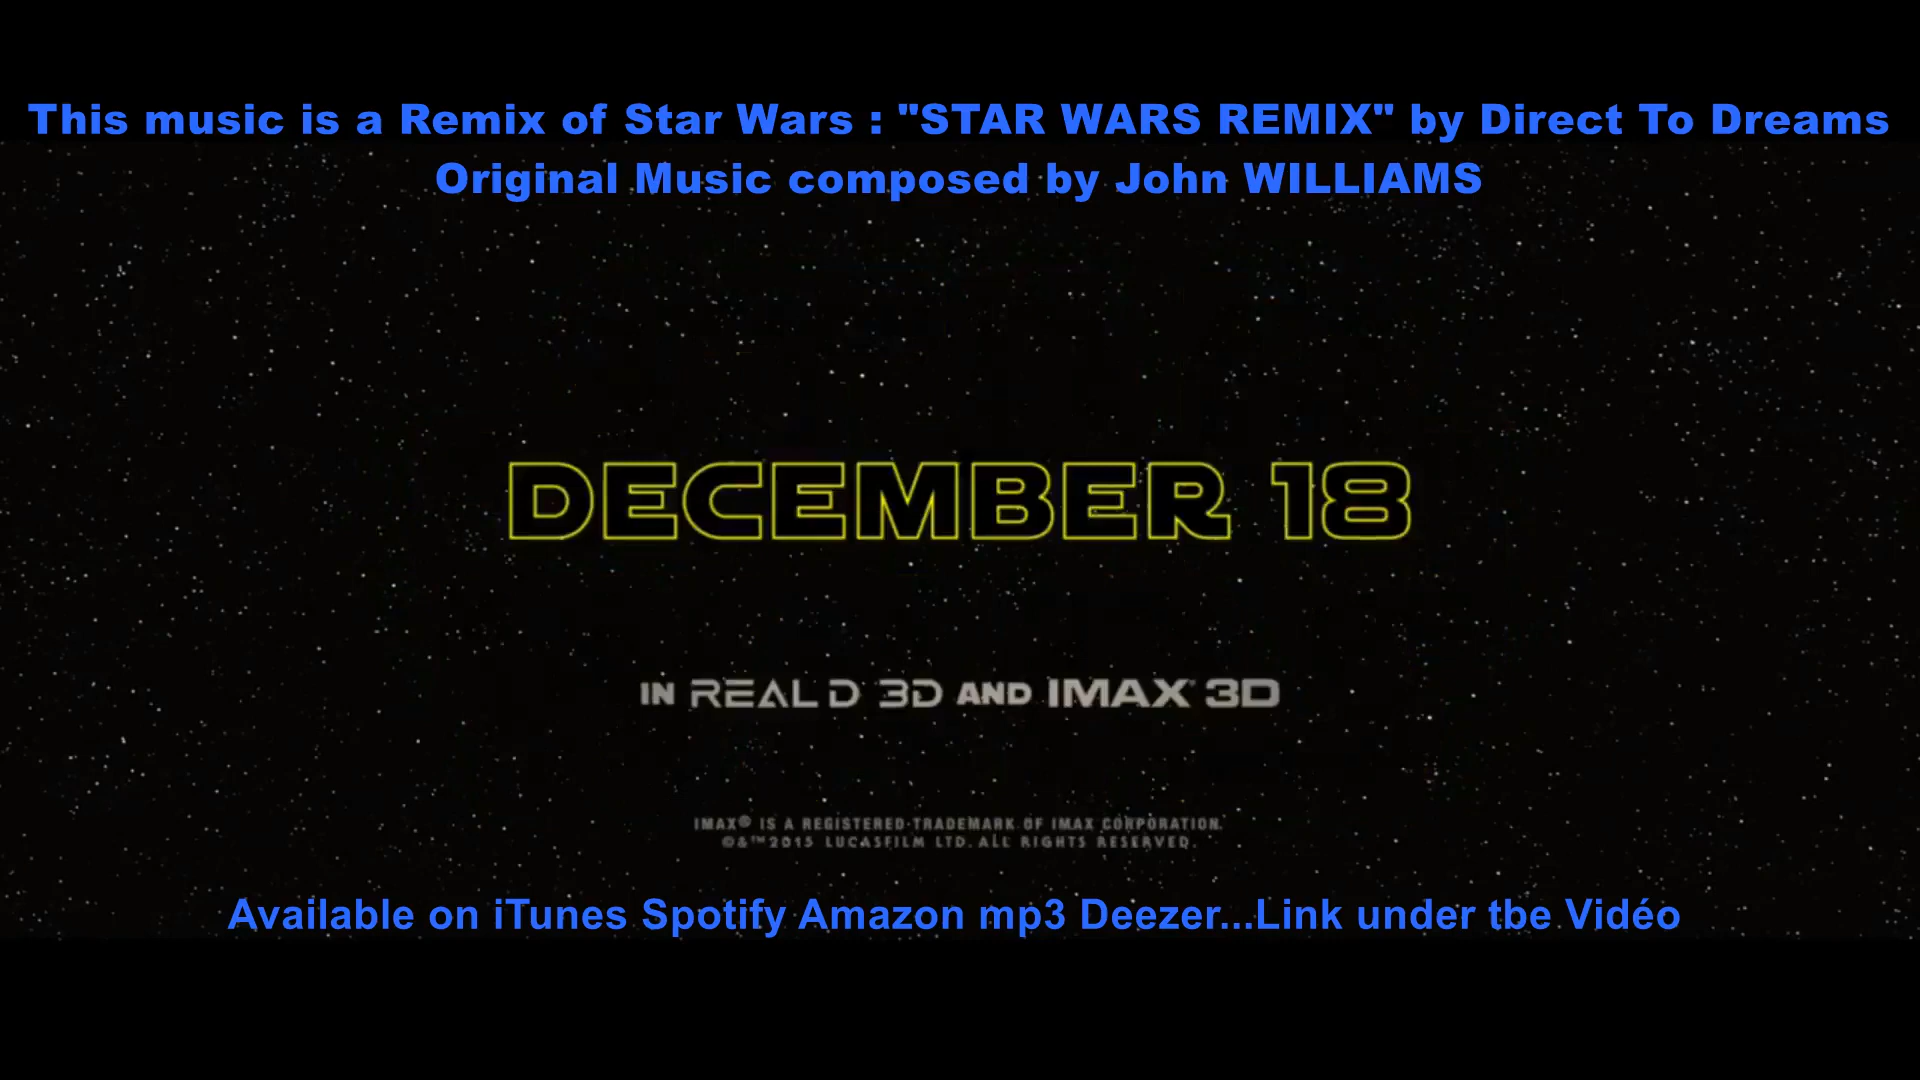 This music is a Remix of Star Wars : "STAR WARS REMIX" by Direct To Dreams
Original Music composed by John WILLIAMS
DECEMBER 18
IN REAL D 3D AND IMAX® 3D
IMAX® IS A REGISTERED TRADEMARK OF IMAX CORPORATION.
©&™2015 LUCASFILM LTD. ALL RIGHTS RESERVED.
Available on iTunes Spotify Amazon mp3 Deezer...Link under tbe Vidéo